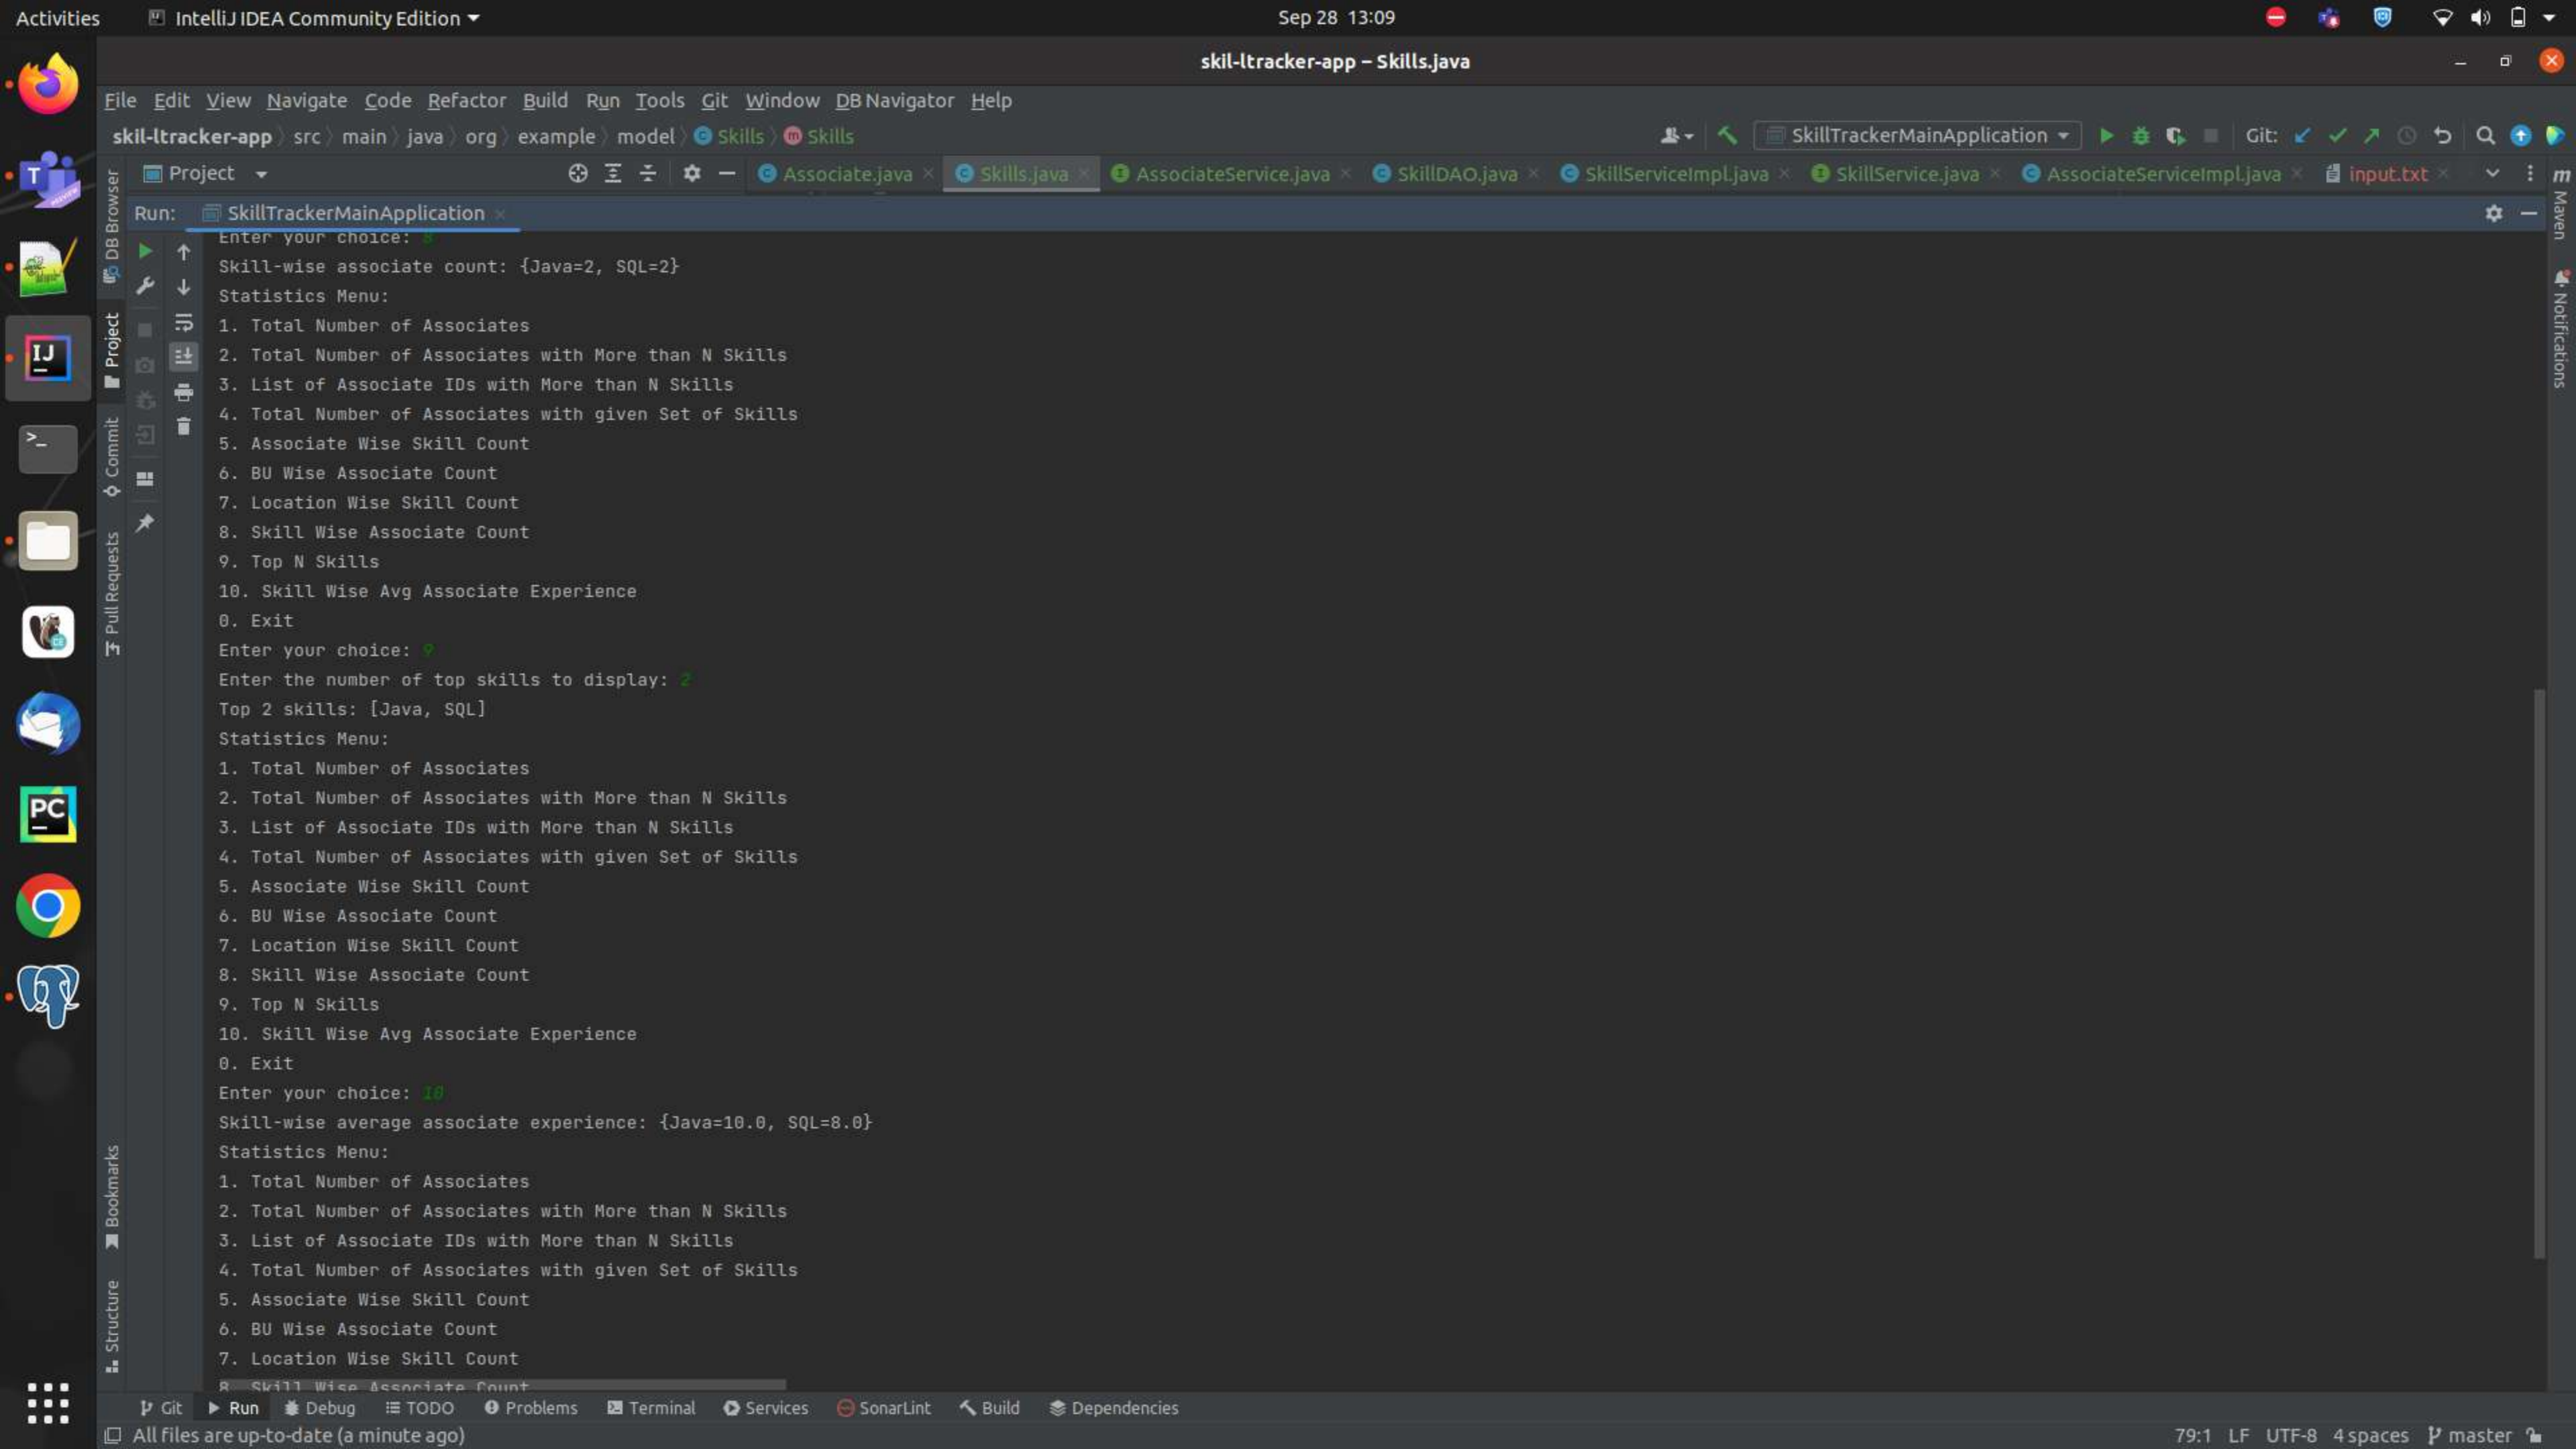 Activities IntelliJ IDEA Community Edition Sep 28 13:09
skil-ltracker-app – Skills.java
File Edit View Navigate Code Refactor Build Run Tools Git Window DB Navigator Help
skil-ltracker-app src main java org example model Skills Skills SkillTrackerMainApplication Git:
Project Associate.java Skills.java AssociateService.java SkillDAO.java SkillServiceImpl.java SkillService.java AssociateServiceImpl.java input.txt
Run: SkillTrackerMainApplication
Enter your choice: 8
Skill-wise associate count: {Java=2, SQL=2}
Statistics Menu:
1. Total Number of Associates
2. Total Number of Associates with More than N Skills
3. List of Associate IDs with More than N Skills
4. Total Number of Associates with given Set of Skills
5. Associate Wise Skill Count
6. BU Wise Associate Count
7. Location Wise Skill Count
8. Skill Wise Associate Count
9. Top N Skills
10. Skill Wise Avg Associate Experience
0. Exit
Enter your choice: 9
Enter the number of top skills to display: 2
Top 2 skills: [Java, SQL]
Statistics Menu:
1. Total Number of Associates
2. Total Number of Associates with More than N Skills
3. List of Associate IDs with More than N Skills
4. Total Number of Associates with given Set of Skills
5. Associate Wise Skill Count
6. BU Wise Associate Count
7. Location Wise Skill Count
8. Skill Wise Associate Count
9. Top N Skills
10. Skill Wise Avg Associate Experience
0. Exit
Enter your choice: 10
Skill-wise average associate experience: {Java=10.0, SQL=8.0}
Statistics Menu:
1. Total Number of Associates
2. Total Number of Associates with More than N Skills
3. List of Associate IDs with More than N Skills
4. Total Number of Associates with given Set of Skills
5. Associate Wise Skill Count
6. BU Wise Associate Count
7. Location Wise Skill Count
8. Skill Wise Associate Count
DB Browser
Project
Commit
Pull Requests
Bookmarks
Structure
Maven
Notifications
T
IJ
>_
PC
Git Run Debug TODO Problems Terminal Services SonarLint Build Dependencies
All files are up-to-date (a minute ago) 79:1 LF UTF-8 4 spaces master